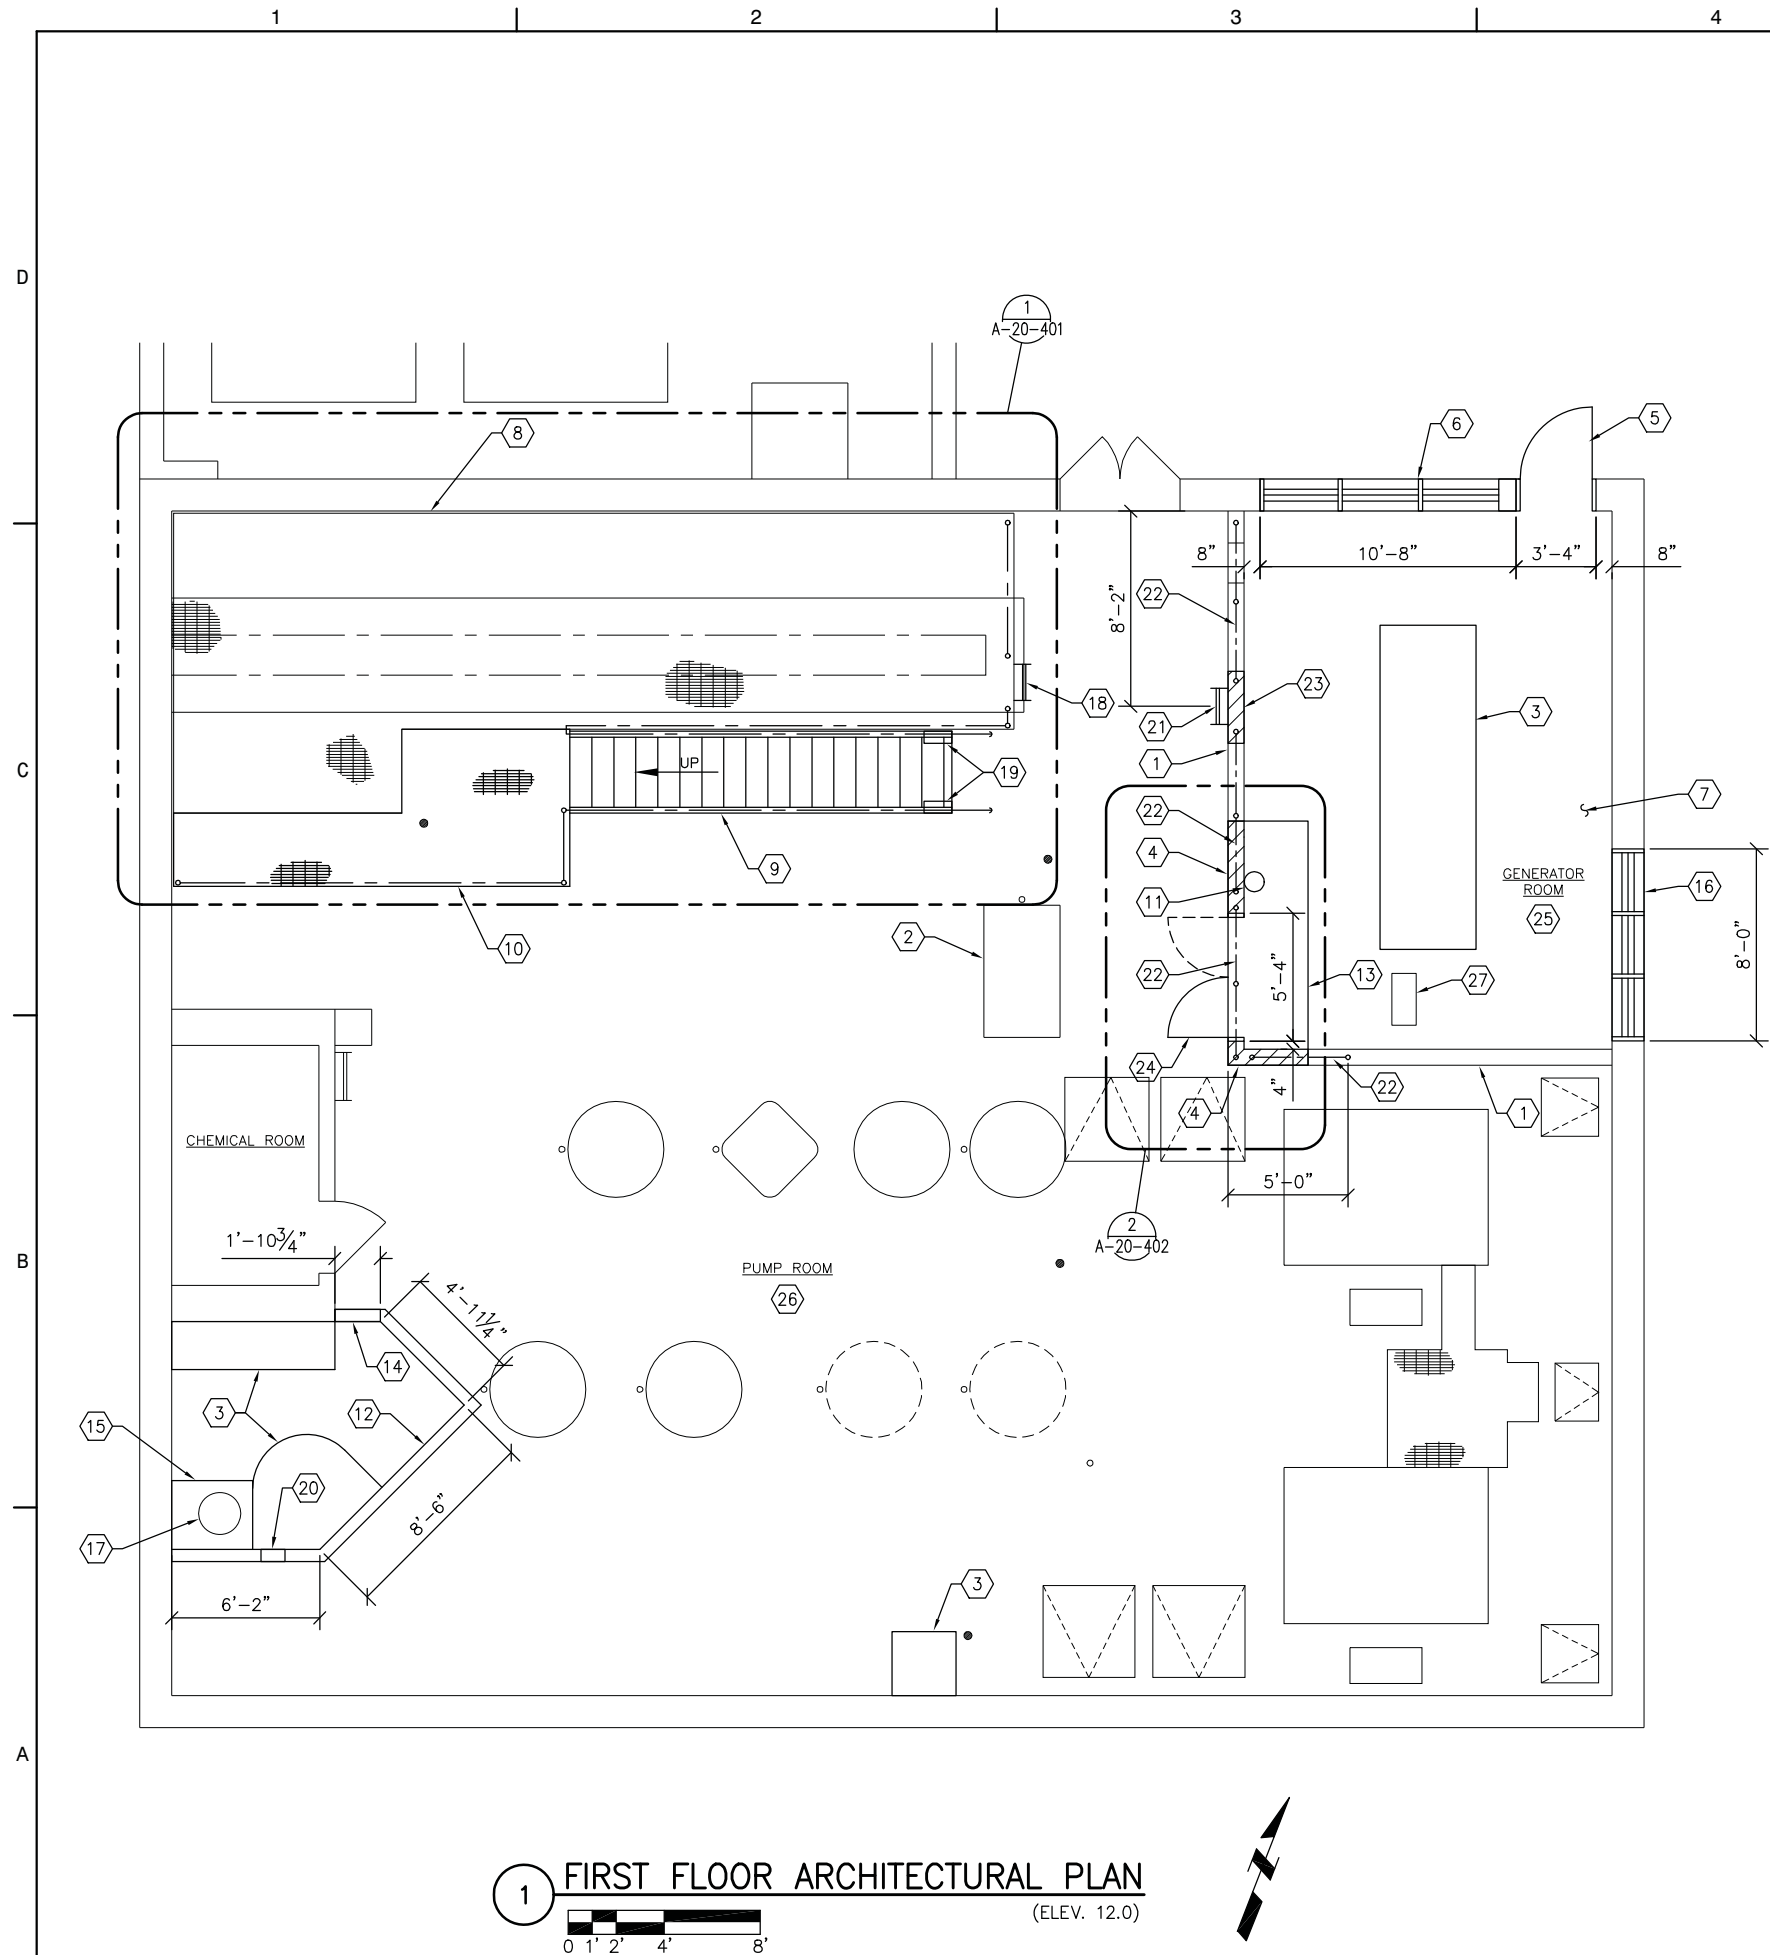 1 2 3 4
D
1
A-20-401
8
6
5
8" 10'-8" 3'-4" 8"
22
8'-2"
23
18
21
3
UP
1
C
19
22
7
4
9
GENERATOR
ROOM
11
16
25
2
10
8'-0"
22
5'-4"
13
27
24
4"
22
4
1
CHEMICAL ROOM
5'-0"
2
A-20-402
1'-10 3/4"
B
PUMP ROOM
26
4'-11 1/4"
14
3
12
15
20
8'-6"
17
3
6'-2"
A
1
FIRST FLOOR ARCHITECTURAL PLAN
(ELEV. 12.0)
0 1' 2' 4' 8'